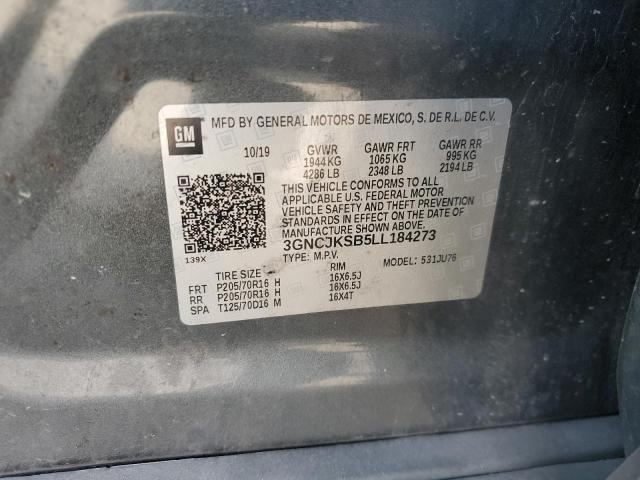 GM
MFD BY GENERAL MOTORS DE MEXICO, S. DE R.L. DE C.V.
10/19 GVWR GAWR FRT GAWR RR
1944 KG 1065 KG 995 KG
4286 LB 2348 LB 2194 LB
THIS VEHICLE CONFORMS TO ALL
APPLICABLE U.S. FEDERAL MOTOR
VEHICLE SAFETY AND THEFT PREVENTION
STANDARDS IN EFFECT ON THE DATE
OF MANUFACTURE SHOWN ABOVE.
3GNCJKSB5LL184273
139X TYPE: M.P.V. MODEL: 531JU76
TIRE SIZE RIM
FRT P205/70R16 H 16X6.5J
RR P205/70R16 H 16X6.5J
SPA T125/70D16 M 16X4T